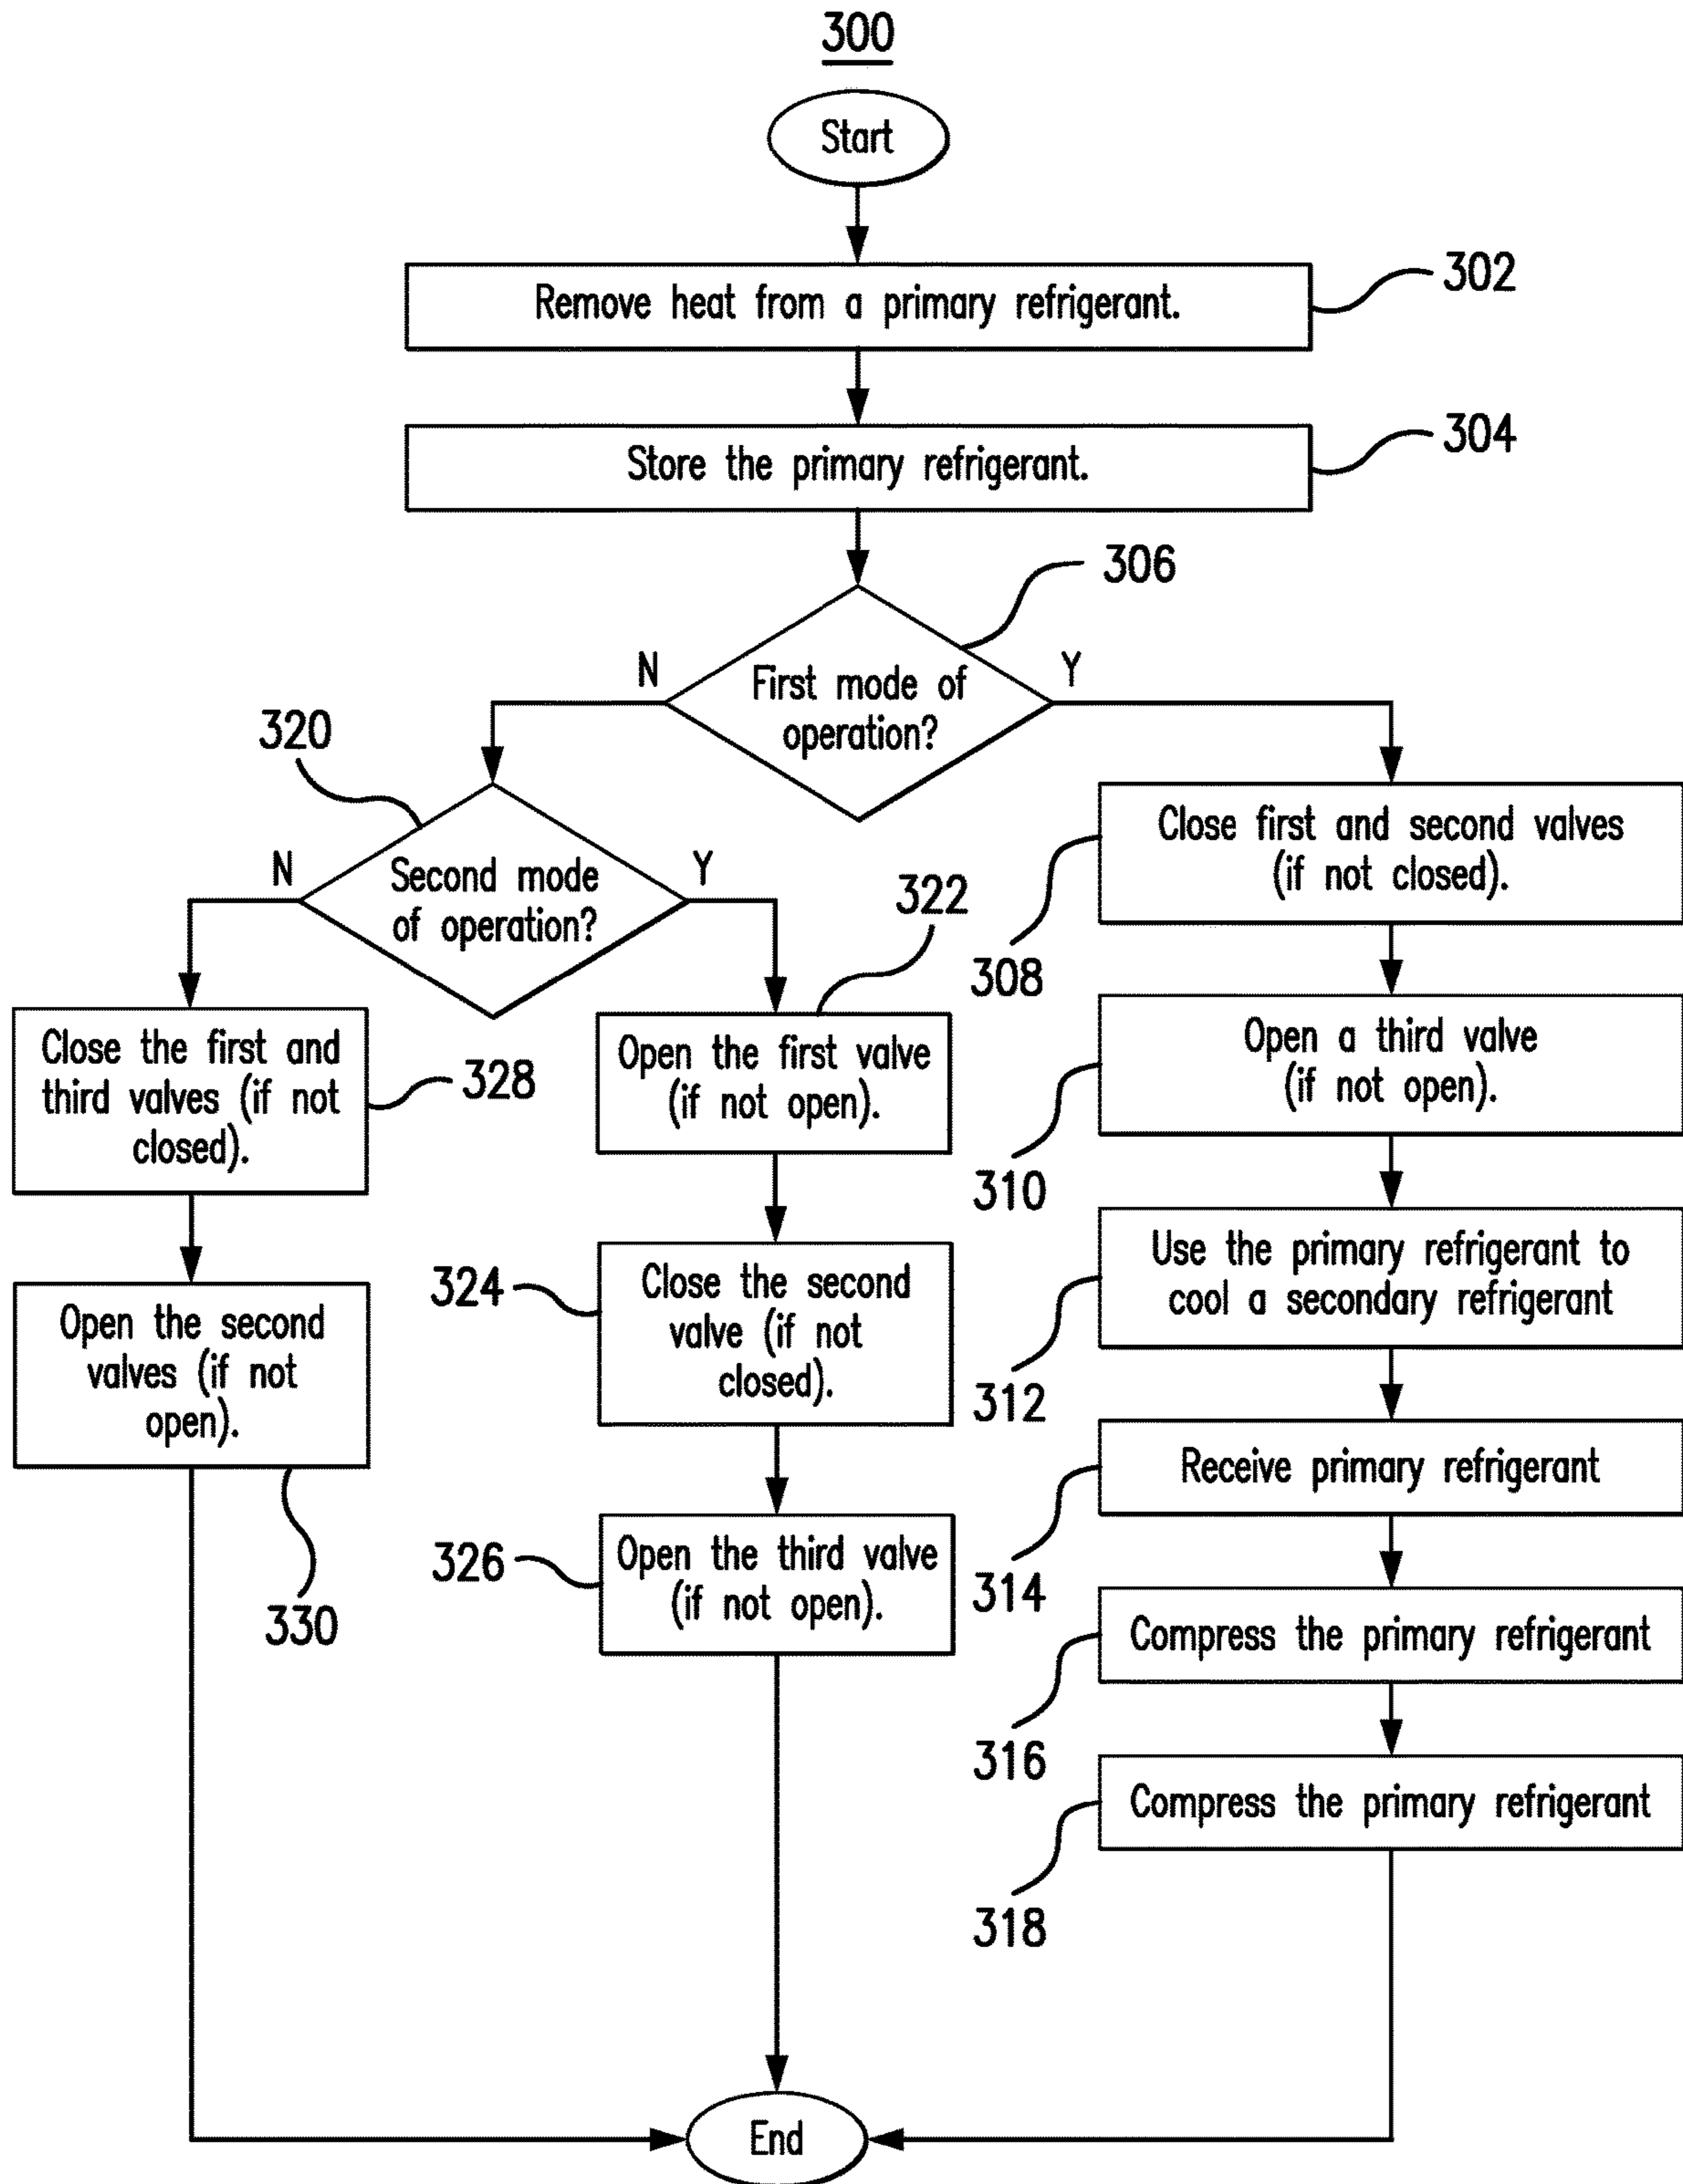 300
Start
Remove heat from a primary refrigerant.
302
Store the primary refrigerant.
304
306
First mode of
operation?
N
Y
320
Second mode
of operation?
N
Y
322
Close first and second valves
(if not closed).
308
Close the first and
third valves (if not
closed).
328
Open the first valve
(if not open).
Open a third valve
(if not open).
310
Use the primary refrigerant to
cool a secondary refrigerant
312
324
Close the second
valve (if not
closed).
Open the second
valves (if not
open).
330
Receive primary refrigerant
314
326
Open the third valve
(if not open).
Compress the primary refrigerant
316
Compress the primary refrigerant
318
End